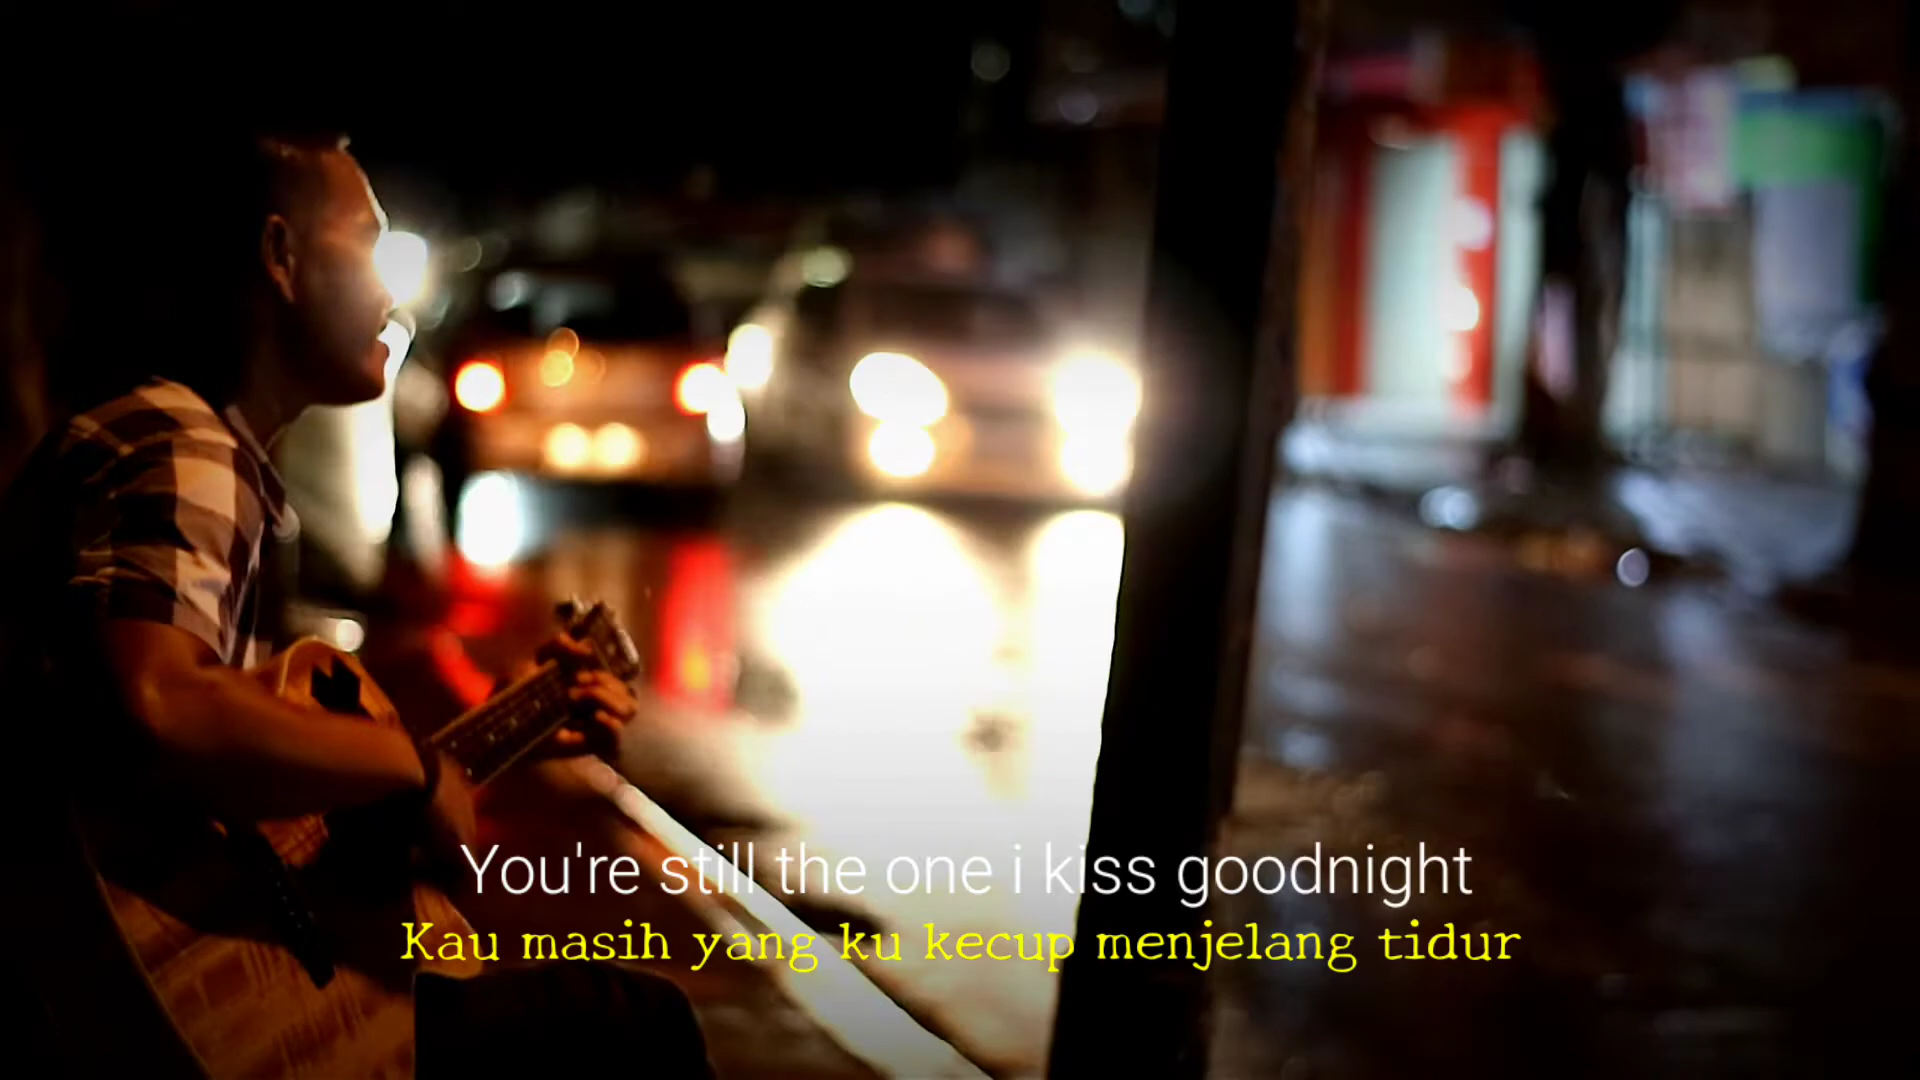 You're still the one i kiss goodnight
Kau masih yang ku kecup menjelang tidur